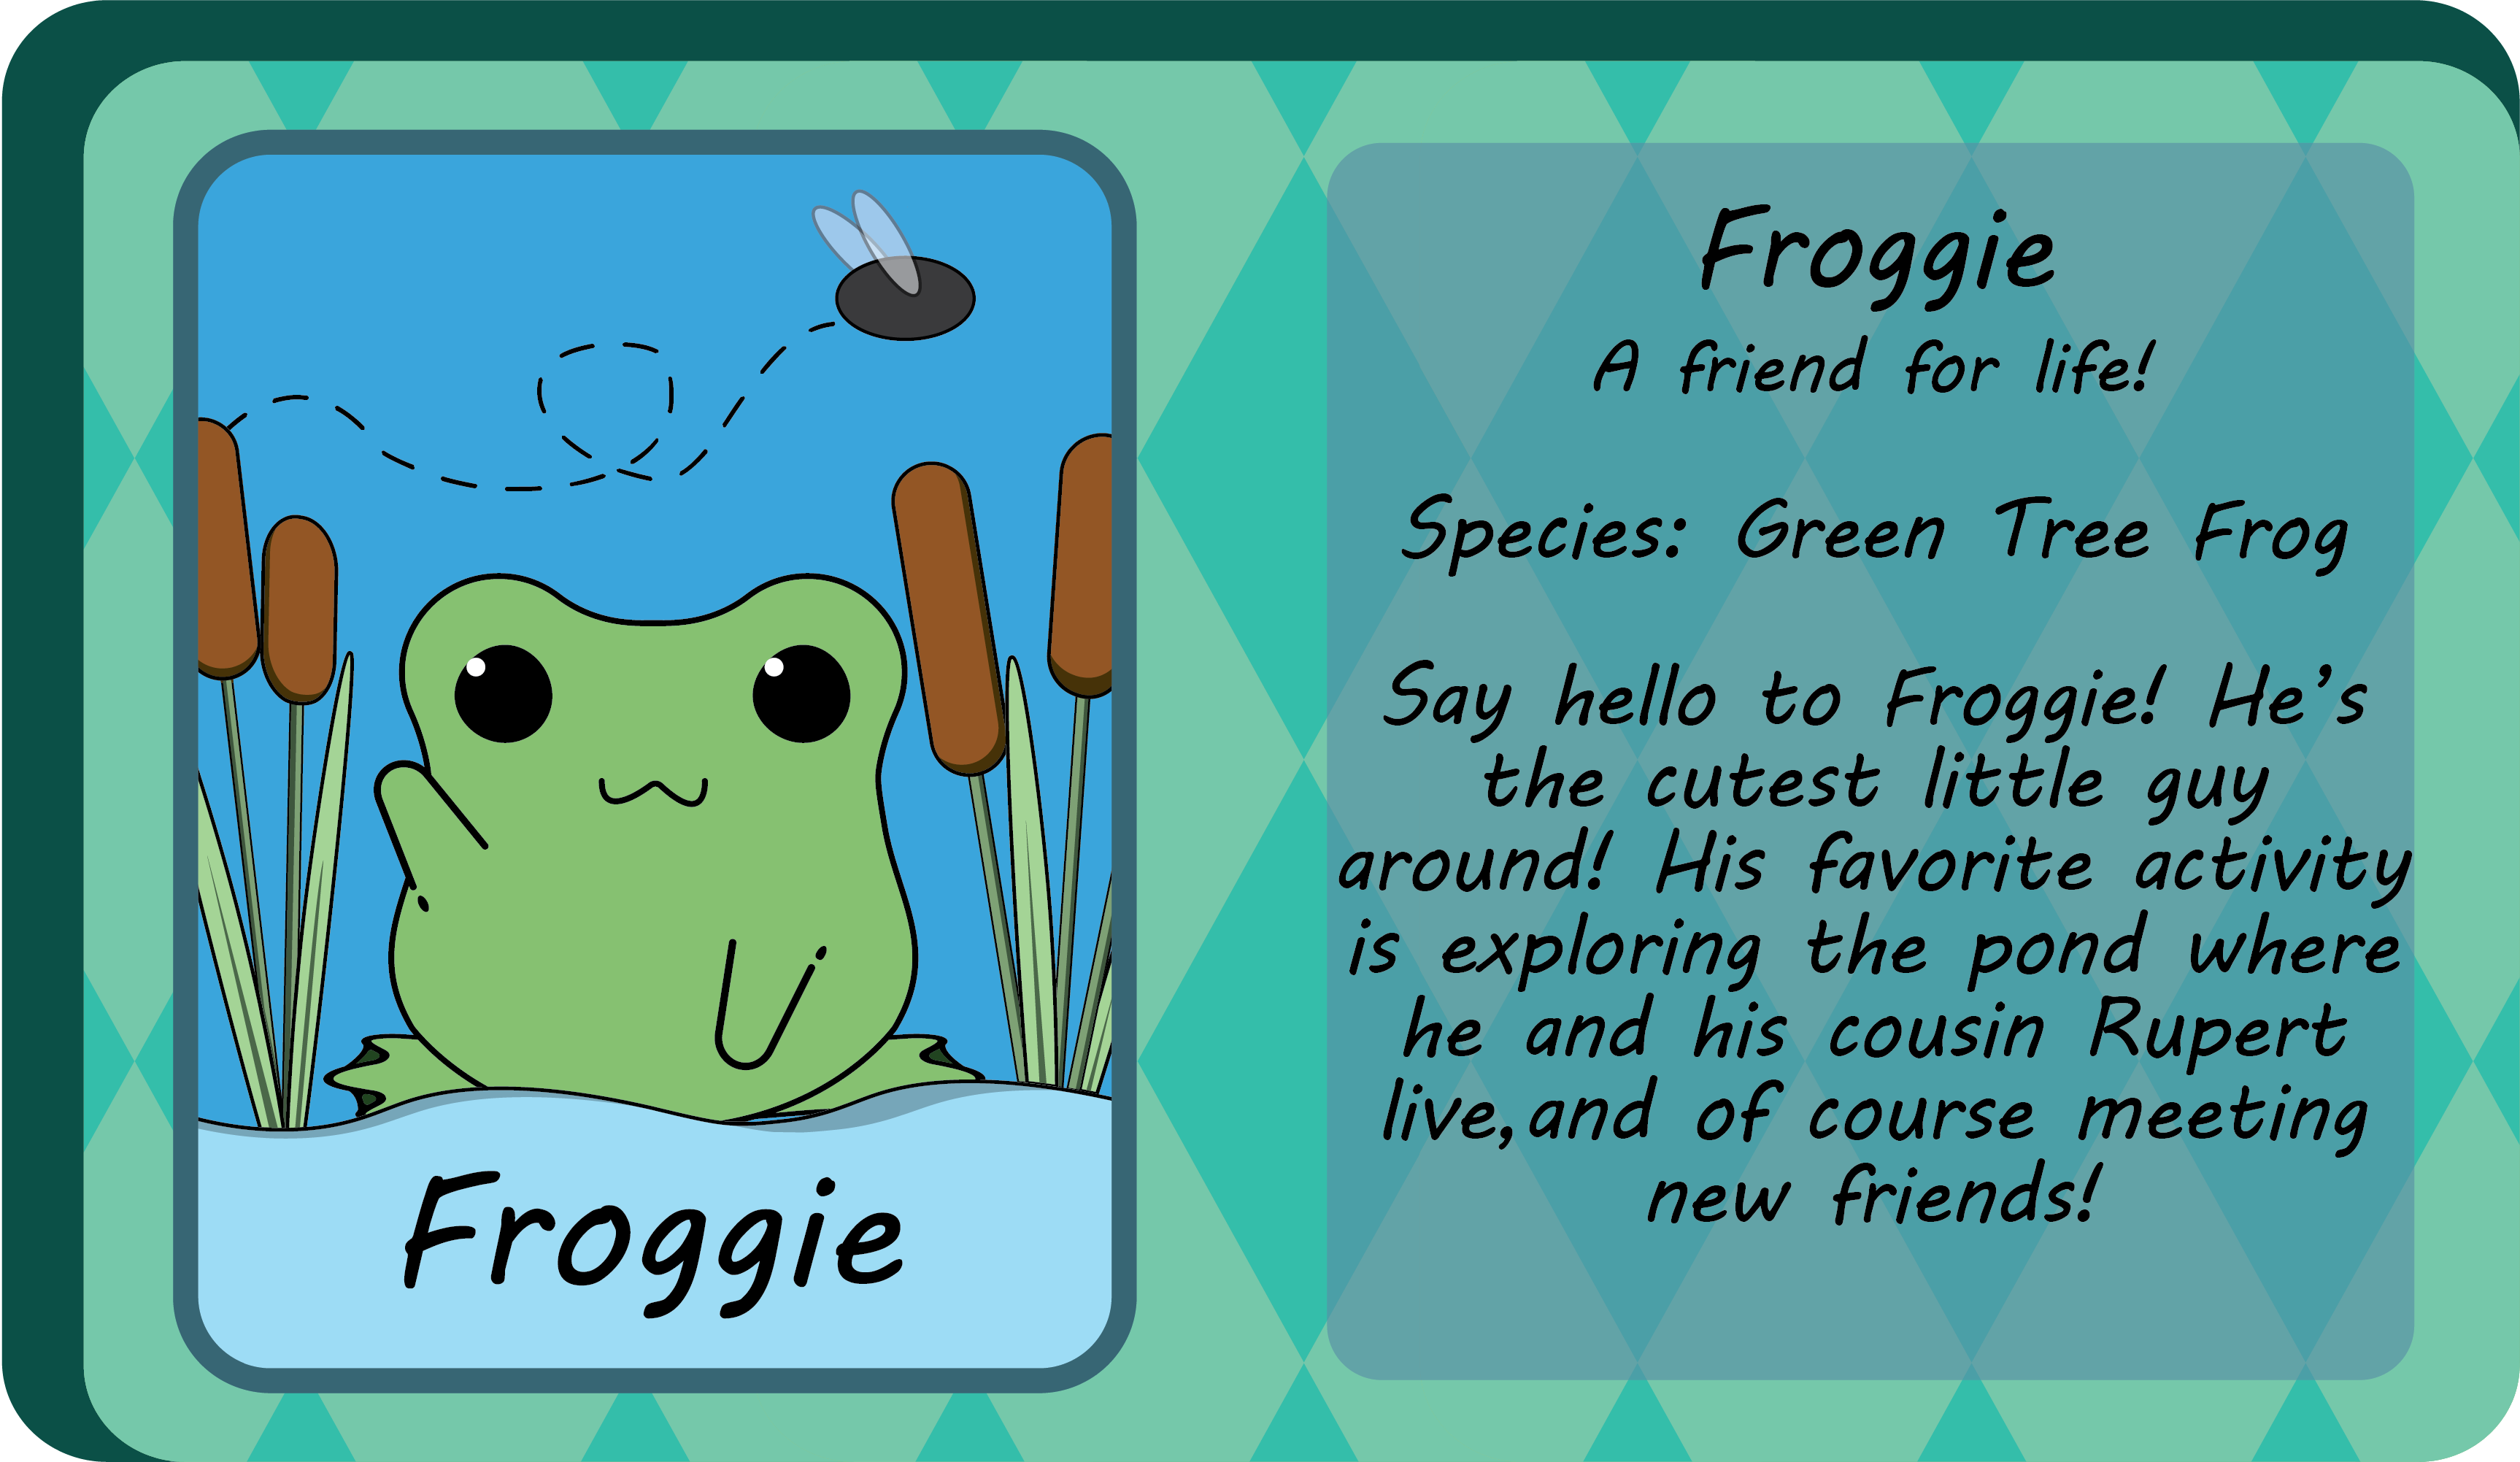 Froggie
Froggie
A friend for life!
Species: Green Tree Frog
Say hello to Froggie! He's
the cutest little guy
around! His favorite activity
is exploring the pond where
he and his cousin Rupert
live, and of course meeting
new friends!